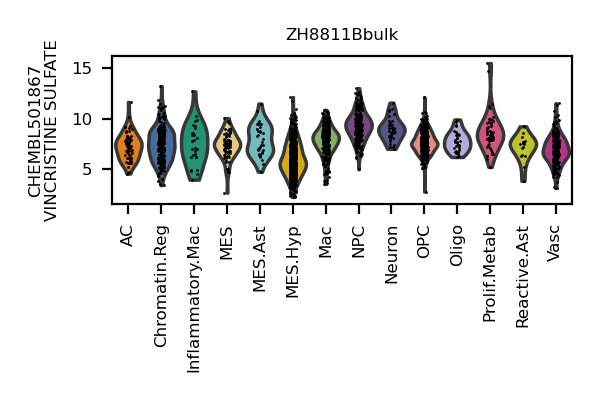 ZH8811Bbulk
CHEMBL501867
VINCRISTINE SULFATE
15
10
5
AC
Chromatin.Reg
Inflammatory.Mac
MES
MES.Ast
MES.Hyp
Mac
NPC
Neuron
OPC
Oligo
Prolif.Metab
Reactive.Ast
Vasc